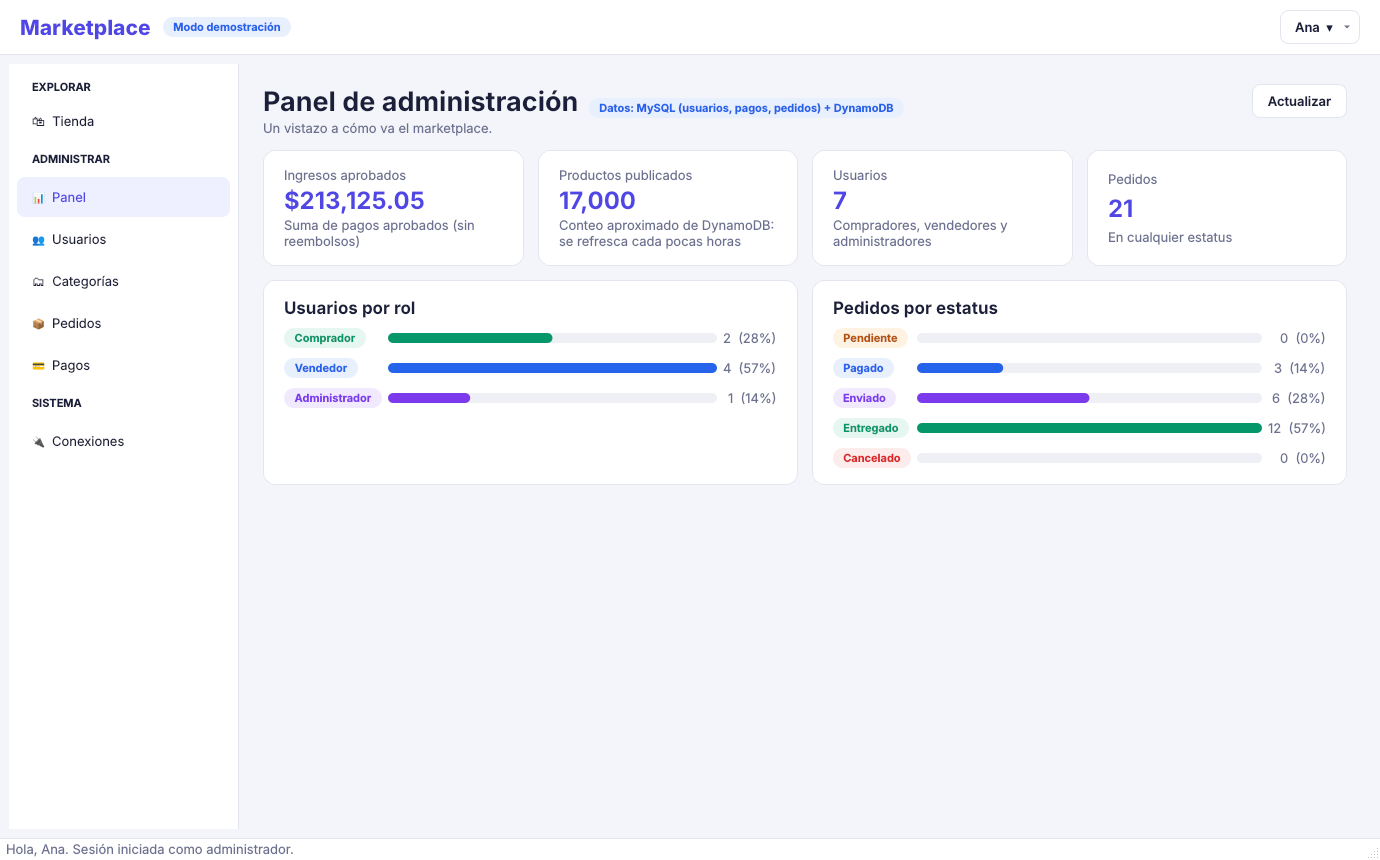 Marketplace Modo demostración Ana ▾
EXPLORAR
Tienda
ADMINISTRAR
Panel
Usuarios
Categorías
Pedidos
Pagos
SISTEMA
Conexiones
Panel de administración Datos: MySQL (usuarios, pagos, pedidos) + DynamoDB Actualizar
Un vistazo a cómo va el marketplace.
Ingresos aprobados
$213,125.05
Suma de pagos aprobados (sin
reembolsos)
Productos publicados
17,000
Conteo aproximado de DynamoDB:
se refresca cada pocas horas
Usuarios
7
Compradores, vendedores y
administradores
Pedidos
21
En cualquier estatus
Usuarios por rol
Comprador 2 (28%)
Vendedor 4 (57%)
Administrador 1 (14%)
Pedidos por estatus
Pendiente 0 (0%)
Pagado 3 (14%)
Enviado 6 (28%)
Entregado 12 (57%)
Cancelado 0 (0%)
Hola, Ana. Sesión iniciada como administrador.